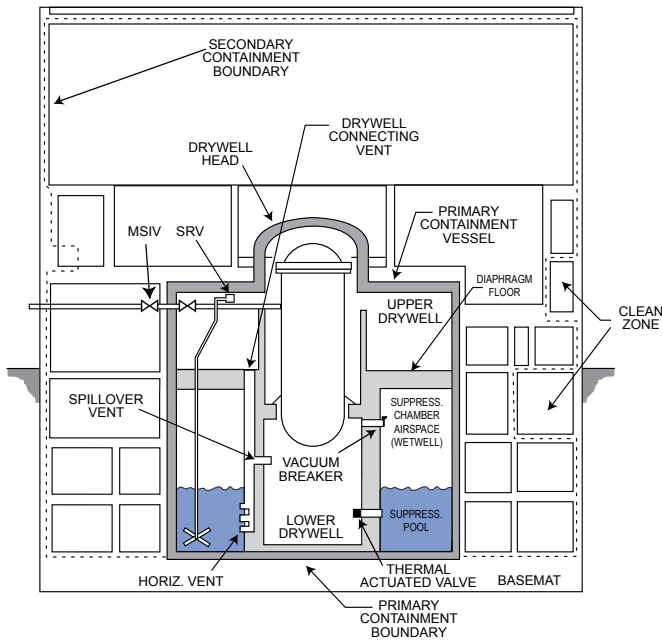 SECONDARY
CONTAINMENT
BOUNDARY
DRYWELL
CONNECTING
VENT
DRYWELL
HEAD
MSIV
SRV
PRIMARY
CONTAINMENT
VESSEL
DIAPHRAGM
FLOOR
UPPER
DRYWELL
CLEAN
ZONE
SPILLOVER
VENT
SUPPRESS.
CHAMBER
AIRSPACE
(WETWELL)
VACUUM
BREAKER
LOWER
DRYWELL
SUPPRESS.
POOL
HORIZ. VENT
THERMAL
ACTUATED VALVE
BASEMAT
PRIMARY
CONTAINMENT
BOUNDARY